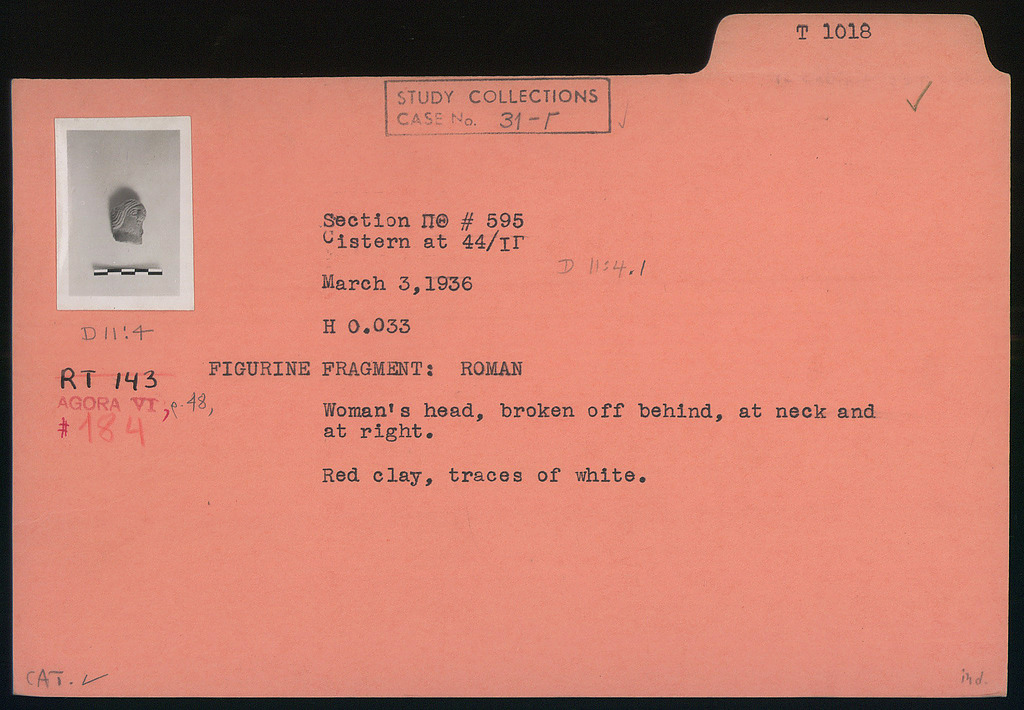 T 1018
STUDY COLLECTIONS
CASE No. 31-Γ
Section ΠΘ # 595
Cistern at 44/ΙΓ
D 11:4.1
March 3,1936
H 0.033
D 11:4
FIGURINE FRAGMENT: ROMAN
RT 143
AGORA VI, p. 48,
# 184
Woman's head, broken off behind, at neck and
at right.
Red clay, traces of white.
CAT. ✓
ind.